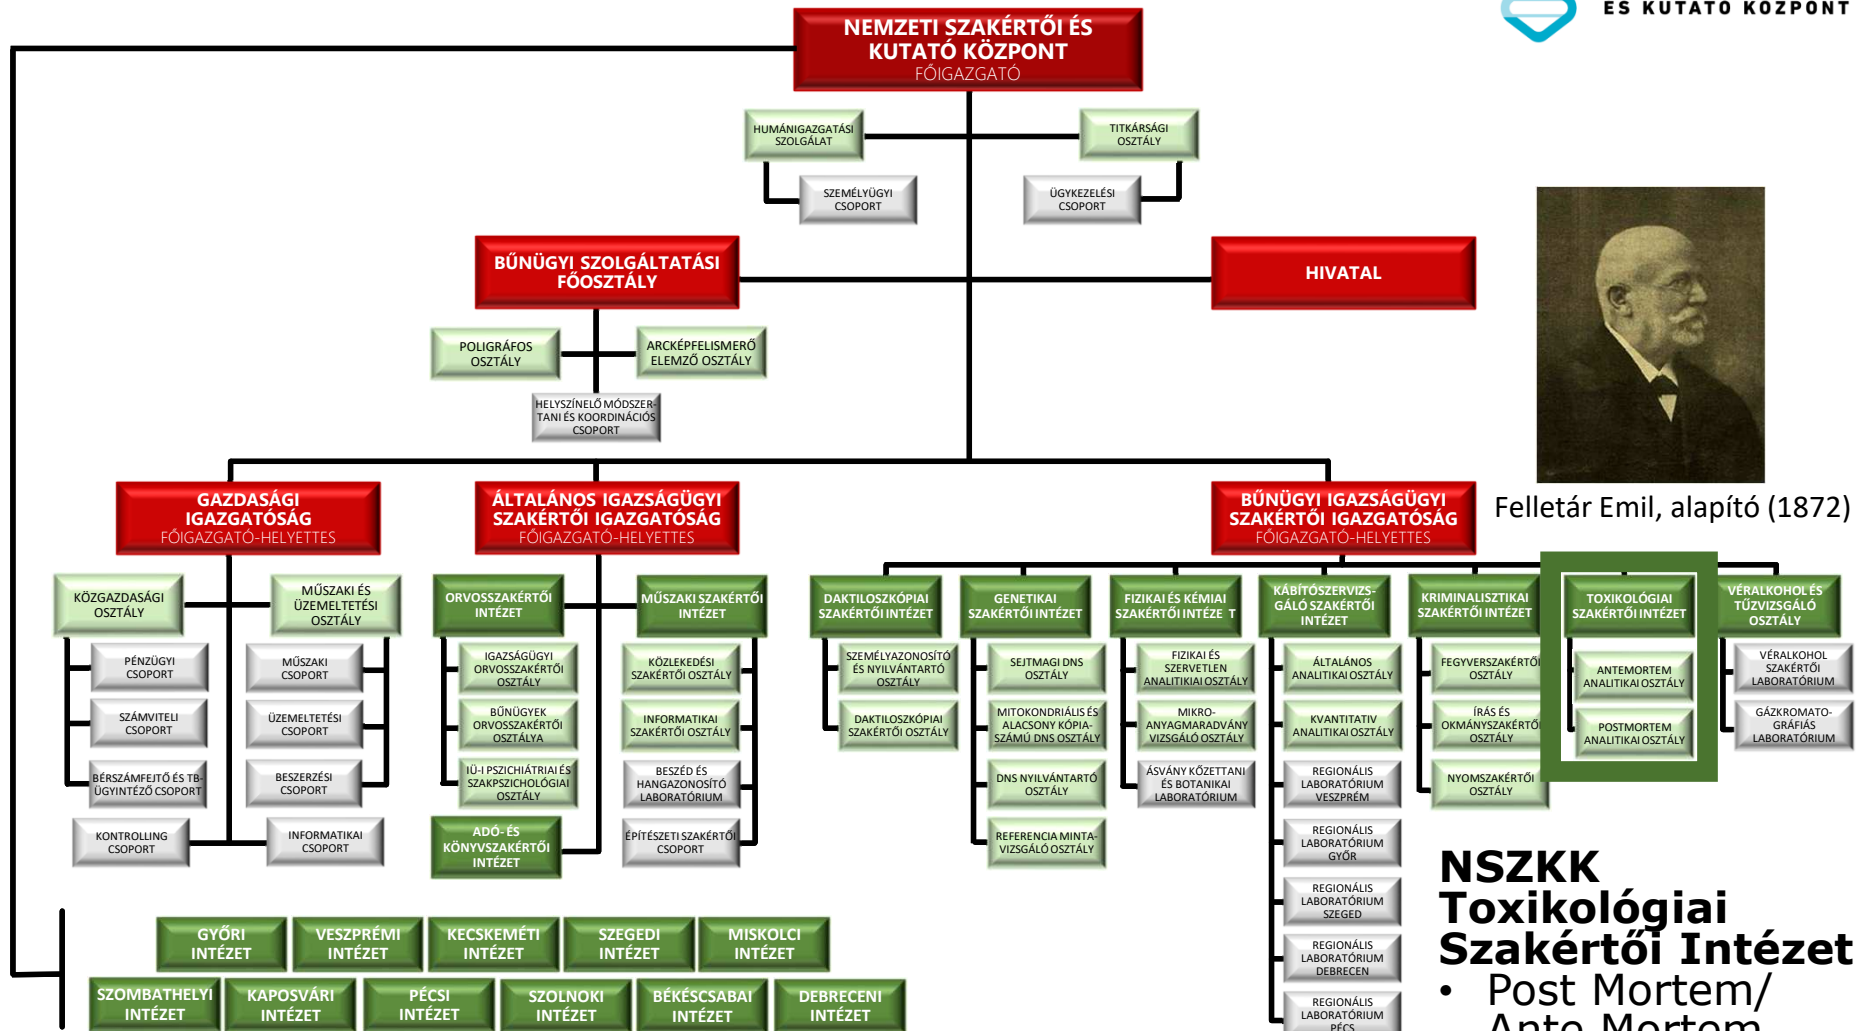 ÉS KUTATÓ KÖZPONT
NEMZETI SZAKÉRTŐI ÉS
KUTATÓ KÖZPONT
FŐIGAZGATÓ
HUMÁNIGAZGATÁSI
SZOLGÁLAT
TITKÁRSÁGI
OSZTÁLY
SZEMÉLYÜGYI
CSOPORT
ÜGYKEZELÉSI
CSOPORT
BŰNÜGYI SZOLGÁLTATÁSI
FŐOSZTÁLY
HIVATAL
POLIGRÁFOS
OSZTÁLY
ARCKÉPFELISMERŐ
ELEMZŐ OSZTÁLY
HELYSZÍNELŐ MÓDSZER-
TANI ÉS KOORDINÁCIÓS
CSOPORT
Felletár Emil, alapító (1872)
GAZDASÁGI
IGAZGATÓSÁG
FŐIGAZGATÓ-HELYETTES
ÁLTALÁNOS IGAZSÁGÜGYI
SZAKÉRTŐI IGAZGATÓSÁG
FŐIGAZGATÓ-HELYETTES
BŰNÜGYI IGAZSÁGÜGYI
SZAKÉRTŐI IGAZGATÓSÁG
FŐIGAZGATÓ-HELYETTES
KÖZGAZDASÁGI
OSZTÁLY
MŰSZAKI ÉS
ÜZEMELTETÉSI
OSZTÁLY
PÉNZÜGYI
CSOPORT
MŰSZAKI
CSOPORT
SZÁMVITELI
CSOPORT
ÜZEMELTETÉSI
CSOPORT
BÉRSZÁMFEJTŐ ÉS TB-
ÜGYINTÉZŐ CSOPORT
BESZERZÉSI
CSOPORT
KONTROLLING
CSOPORT
INFORMATIKAI
CSOPORT
ORVOSSZAKÉRTŐI
INTÉZET
MŰSZAKI SZAKÉRTŐI
INTÉZET
IGAZSÁGÜGYI
ORVOSSZAKÉRTŐI
OSZTÁLY
KÖZLEKEDÉSI
SZAKÉRTŐI OSZTÁLY
BŰNÜGYEK
ORVOSSZAKÉRTŐI
OSZTÁLYA
INFORMATIKAI
SZAKÉRTŐI OSZTÁLY
IÜ-I PSZICHIÁTRIAI ÉS
SZAKPSZICHOLÓGIAI
OSZTÁLY
BESZÉD ÉS
HANGAZONOSÍTÓ
LABORATÓRIUM
ADÓ- ÉS
KÖNYVSZAKÉRTŐI
INTÉZET
ÉPÍTÉSZETI SZAKÉRTŐI
CSOPORT
DAKTILOSZKÓPIAI
SZAKÉRTŐI INTÉZET
SZEMÉLYAZONOSÍTÓ
ÉS NYILVÁNTARTÓ
OSZTÁLY
DAKTILOSZKÓPIAI
SZAKÉRTŐI OSZTÁLY
GENETIKAI
SZAKÉRTŐI INTÉZET
SEJTMAGI DNS
OSZTÁLY
MITOKONDRIÁLIS ÉS
ALACSONY KÓPIA-
SZÁMÚ DNS OSZTÁLY
DNS NYILVÁNTARTÓ
OSZTÁLY
REFERENCIA MINTA-
VIZSGÁLÓ OSZTÁLY
FIZIKAI ÉS KÉMIAI
SZAKÉRTŐI INTÉZE T
FIZIKAI ÉS
SZERVETLEN
ANALITIKIAI OSZTÁLY
MIKRO-
ANYAGMARADVÁNY
VIZSGÁLÓ OSZTÁLY
ÁSVÁNY KŐZETTANI
ÉS BOTANIKAI
LABORATÓRIUM
KÁBÍTÓSZERVIZS-
GÁLÓ SZAKÉRTŐI
INTÉZET
ÁLTALÁNOS
ANALITIKAI OSZTÁLY
KVANTITATIV
ANALITIKAI OSZTÁLY
REGIONÁLIS
LABORATÓRIUM
VESZPRÉM
REGIONÁLIS
LABORATÓRIUM
GYŐR
REGIONÁLIS
LABORATÓRIUM
SZEGED
REGIONÁLIS
LABORATÓRIUM
DEBRECEN
REGIONÁLIS
LABORATÓRIUM
PÉCS
KRIMINALISZTIKAI
SZAKÉRTŐI INTÉZET
FEGYVERSZAKÉRTŐI
OSZTÁLY
ÍRÁS ÉS
OKMÁNYSZAKÉRTŐI
OSZTÁLY
NYOMSZAKÉRTŐI
OSZTÁLY
TOXIKOLÓGIAI
SZAKÉRTŐI INTÉZET
ANTEMORTEM
ANALITIKAI OSZTÁLY
POSTMORTEM
ANALITIKAI OSZTÁLY
VÉRALKOHOL ÉS
TŰZVIZSGÁLÓ
OSZTÁLY
VÉRALKOHOL
SZAKÉRTŐI
LABORATÓRIUM
GÁZKROMATO-
GRÁFIÁS
LABORATÓRIUM
GYŐRI
INTÉZET
VESZPRÉMI
INTÉZET
KECSKEMÉTI
INTÉZET
SZEGEDI
INTÉZET
MISKOLCI
INTÉZET
SZOMBATHELYI
INTÉZET
KAPOSVÁRI
INTÉZET
PÉCSI
INTÉZET
SZOLNOKI
INTÉZET
BÉKÉSCSABAI
INTÉZET
DEBRECENI
INTÉZET
NSZKK
Toxikológiai
Szakértői Intézet
• Post Mortem/
Ante Mortem